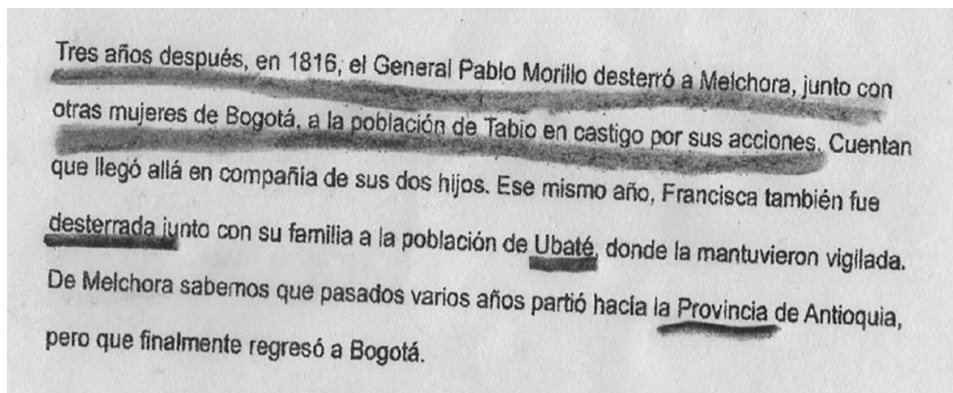 Tres años después, en 1816, el General Pablo Morillo desterró a Melchora, junto con
otras mujeres de Bogotá, a la población de Tabio en castigo por sus acciones. Cuentan
que llegó allá en compañía de sus dos hijos. Ese mismo año, Francisca también fue
desterrada junto con su familia a la población de Ubaté, donde la mantuvieron vigilada.
De Melchora sabemos que pasados varios años partió hacia la Provincia de Antioquia,
pero que finalmente regresó a Bogotá.